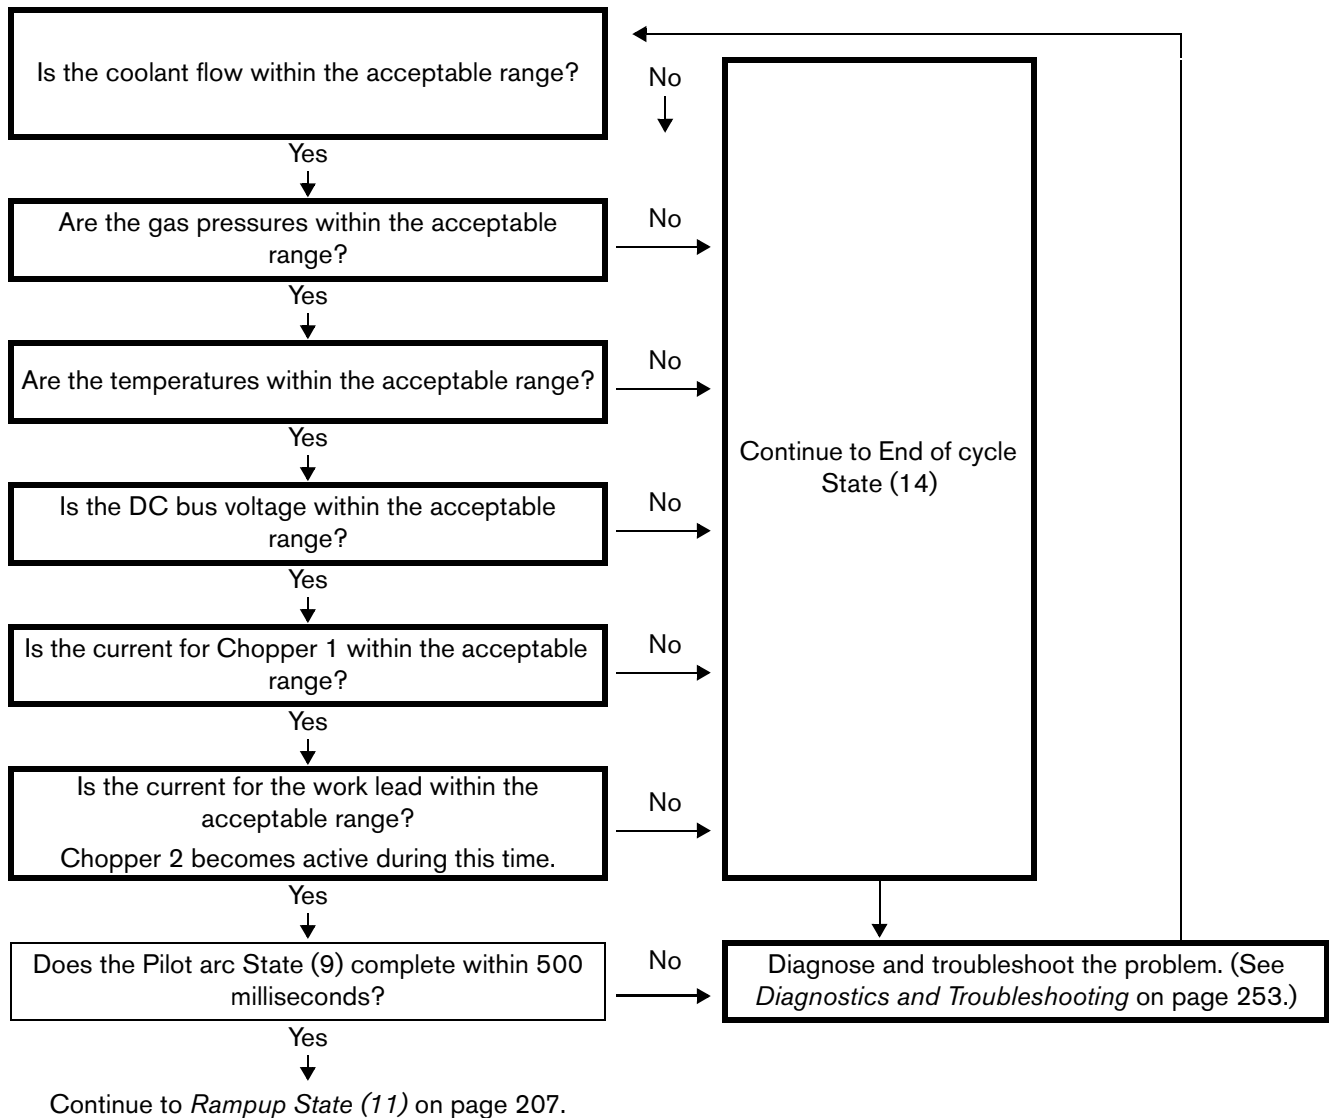 Is the coolant flow within the acceptable range?
No
Yes
Are the gas pressures within the acceptable
range?
No
Yes
Are the temperatures within the acceptable range?
No
Yes
Continue to End of cycle
State (14)
Is the DC bus voltage within the acceptable
range?
No
Yes
Is the current for Chopper 1 within the acceptable
range?
No
Yes
Is the current for the work lead within the
acceptable range?
Chopper 2 becomes active during this time.
No
Yes
Does the Pilot arc State (9) complete within 500
milliseconds?
No
Diagnose and troubleshoot the problem. (See
Diagnostics and Troubleshooting on page 253.)
Yes
Continue to Rampup State (11) on page 207.